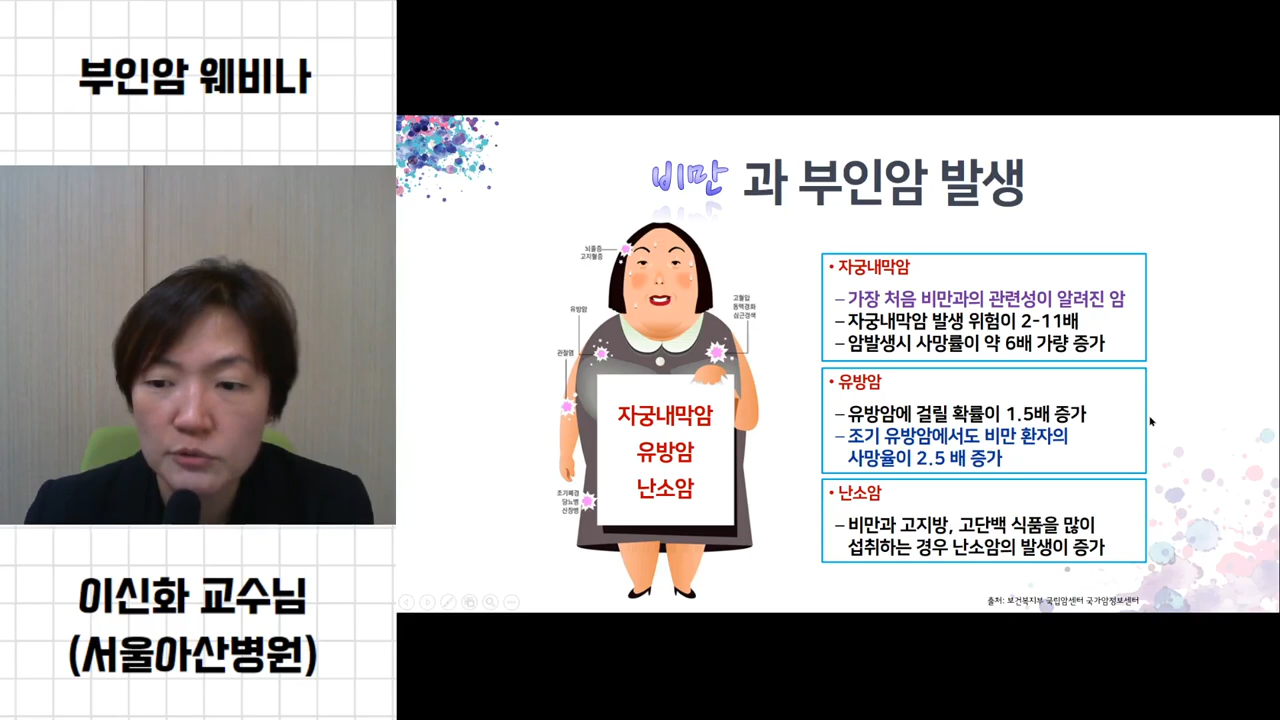 부인암 웨비나
이신화 교수님
(서울아산병원)
비만과 부인암 발생
뇌졸중
고지혈증
유방암
관절염
고혈압
동맥경화
심근경색
조기폐경
당뇨병
신장병
자궁내막암
유방암
난소암
• 자궁내막암
– 가장 처음 비만과의 관련성이 알려진 암
– 자궁내막암 발생 위험이 2-11배
– 암발생시 사망률이 약 6배 가량 증가
• 유방암
– 유방암에 걸릴 확률이 1.5배 증가
– 조기 유방암에서도 비만 환자의
사망율이 2.5 배 증가
• 난소암
– 비만과 고지방, 고단백 식품을 많이
섭취하는 경우 난소암의 발생이 증가
출처: 보건복지부 국립암센터 국가암정보센터